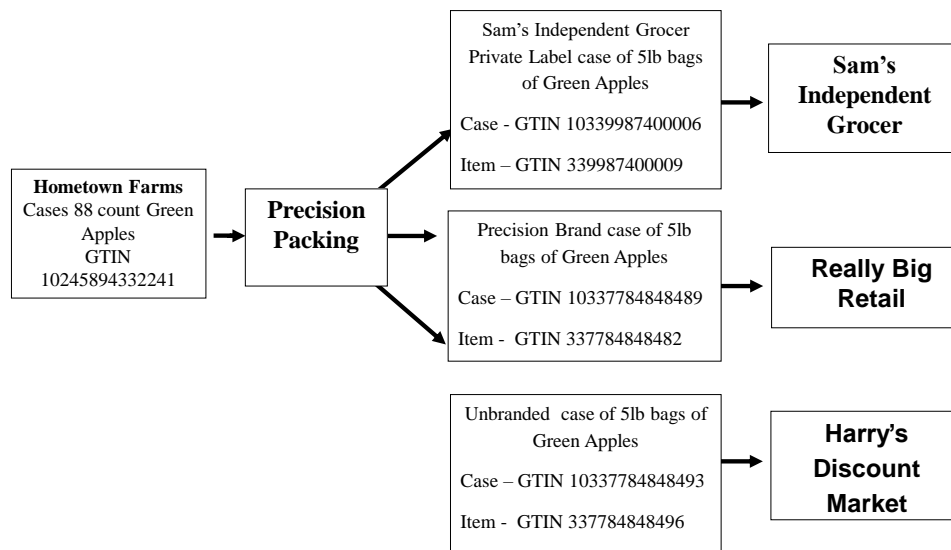 Hometown Farms
Cases 88 count Green
Apples
GTIN
10245894332241
Precision
Packing
Sam’s Independent Grocer
Private Label case of 5lb bags
of Green Apples
Case - GTIN 10339987400006
Item – GTIN 339987400009
Sam’s
Independent
Grocer
Precision Brand case of 5lb
bags of Green Apples
Case – GTIN 10337784848489
Item - GTIN 337784848482
Really Big
Retail
Unbranded case of 5lb bags of
Green Apples
Case – GTIN 10337784848493
Item - GTIN 337784848496
Harry’s
Discount
Market